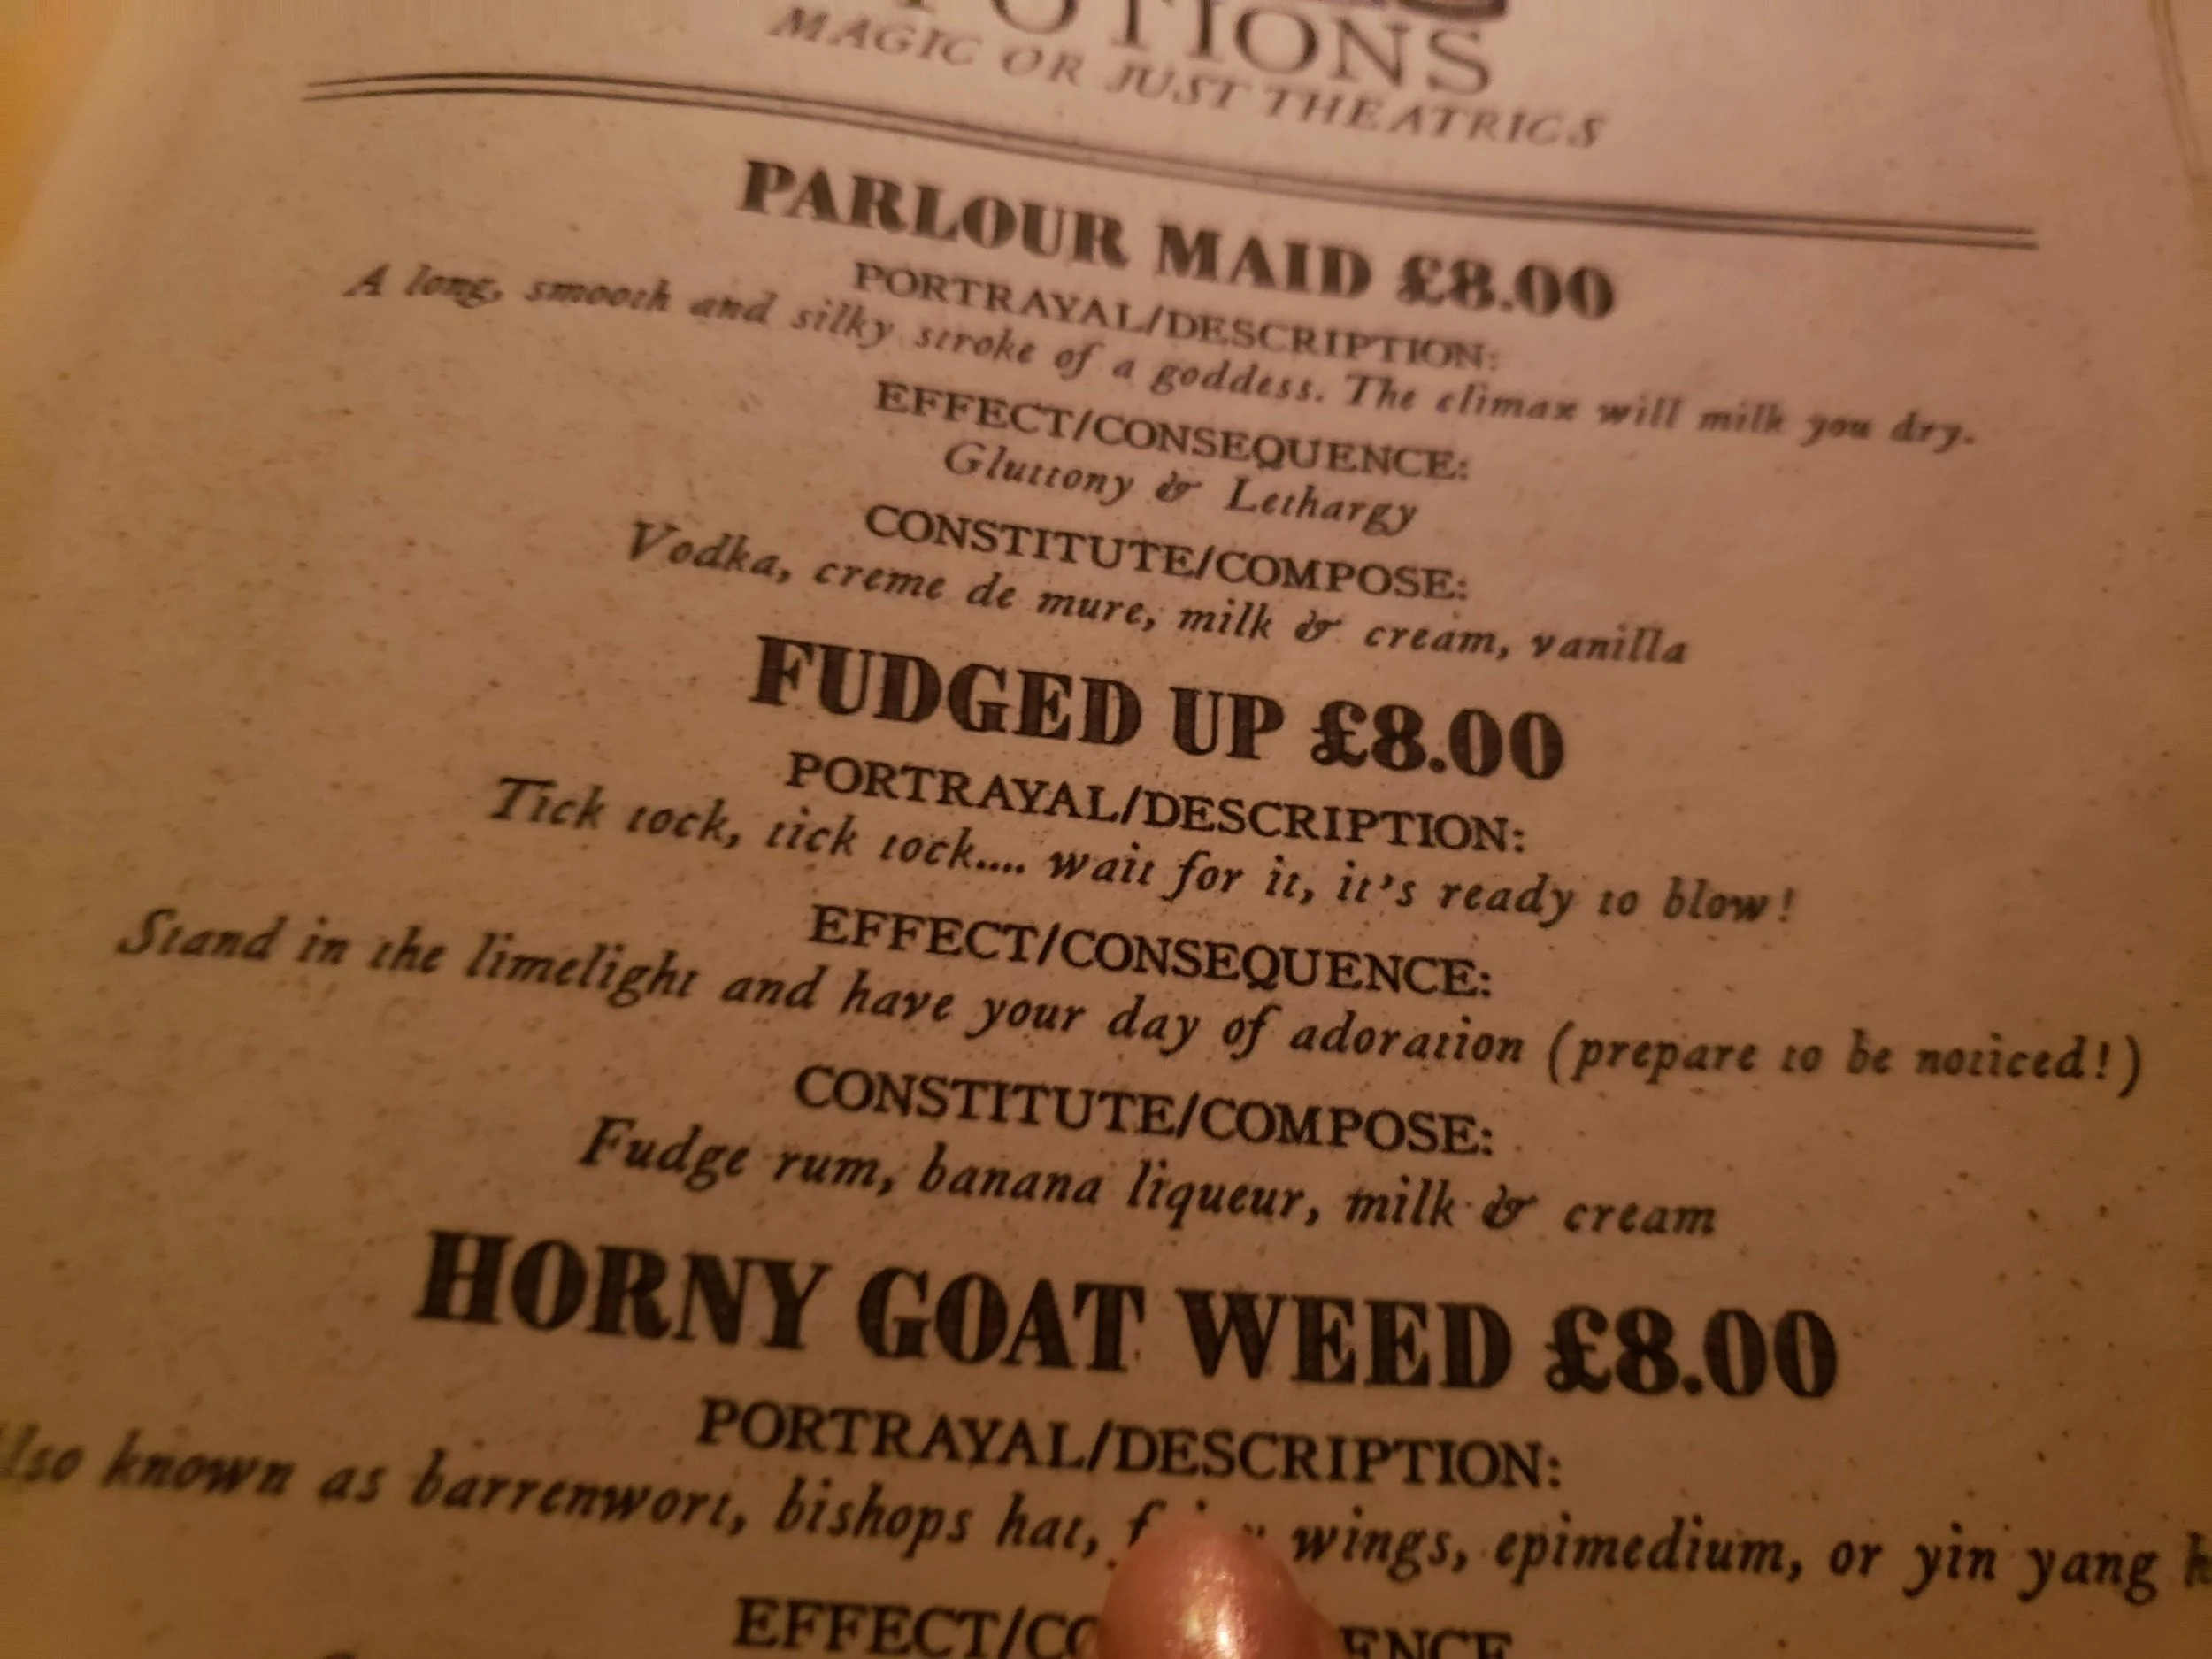 POTIONS
MAGIC OR JUST THEATRICS
PARLOUR MAID £8.00
PORTRAYAL/DESCRIPTION:
A long, smooth and silky stroke of a goddess. The climax will milk you dry.
EFFECT/CONSEQUENCE:
Gluttony & Lethargy
CONSTITUTE/COMPOSE:
Vodka, creme de mure, milk & cream, vanilla
FUDGED UP £8.00
PORTRAYAL/DESCRIPTION:
Tick tock, tick tock.... wait for it, it's ready to blow!
EFFECT/CONSEQUENCE:
Stand in the limelight and have your day of adoration (prepare to be noticed!)
CONSTITUTE/COMPOSE:
Fudge rum, banana liqueur, milk & cream
HORNY GOAT WEED £8.00
PORTRAYAL/DESCRIPTION:
Also known as barrenwort, bishops hat, wings, epimedium, or yin yang
EFFECT/